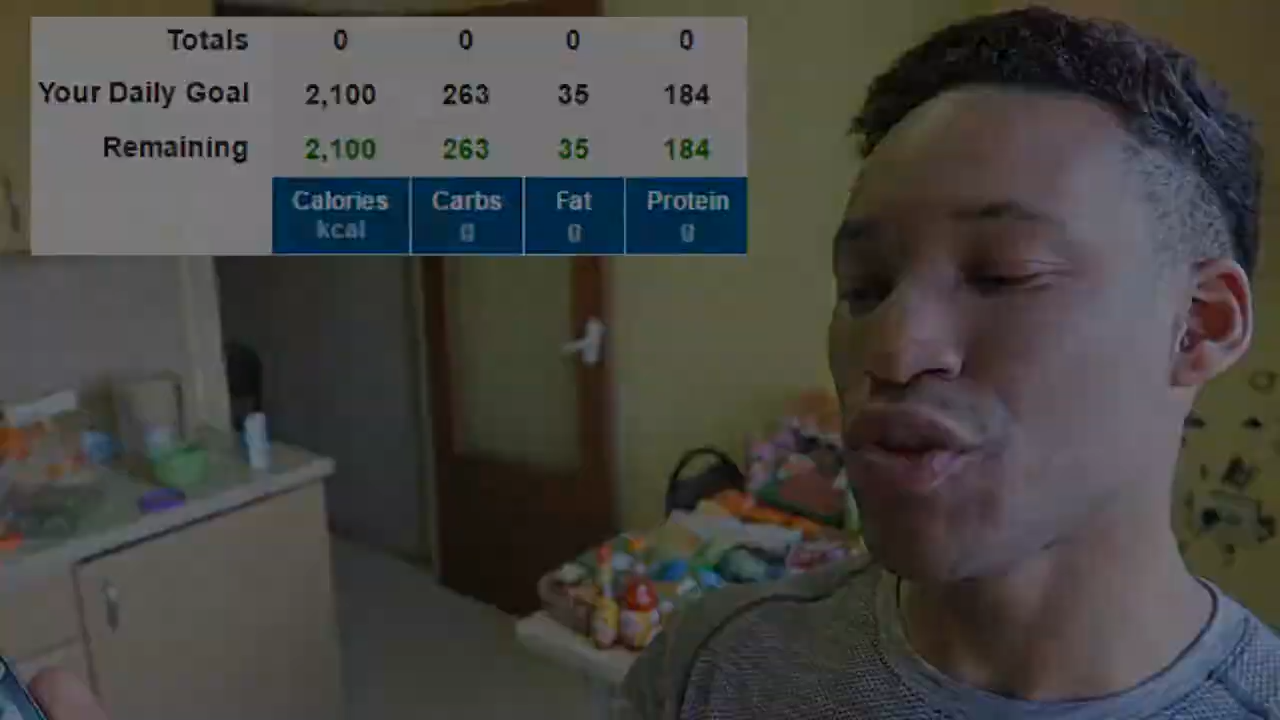 Totals 0 0 0 0
Your Daily Goal 2,100 263 35 184
Remaining 2,100 263 35 184
Calories Carbs Fat Protein
kcal g g g